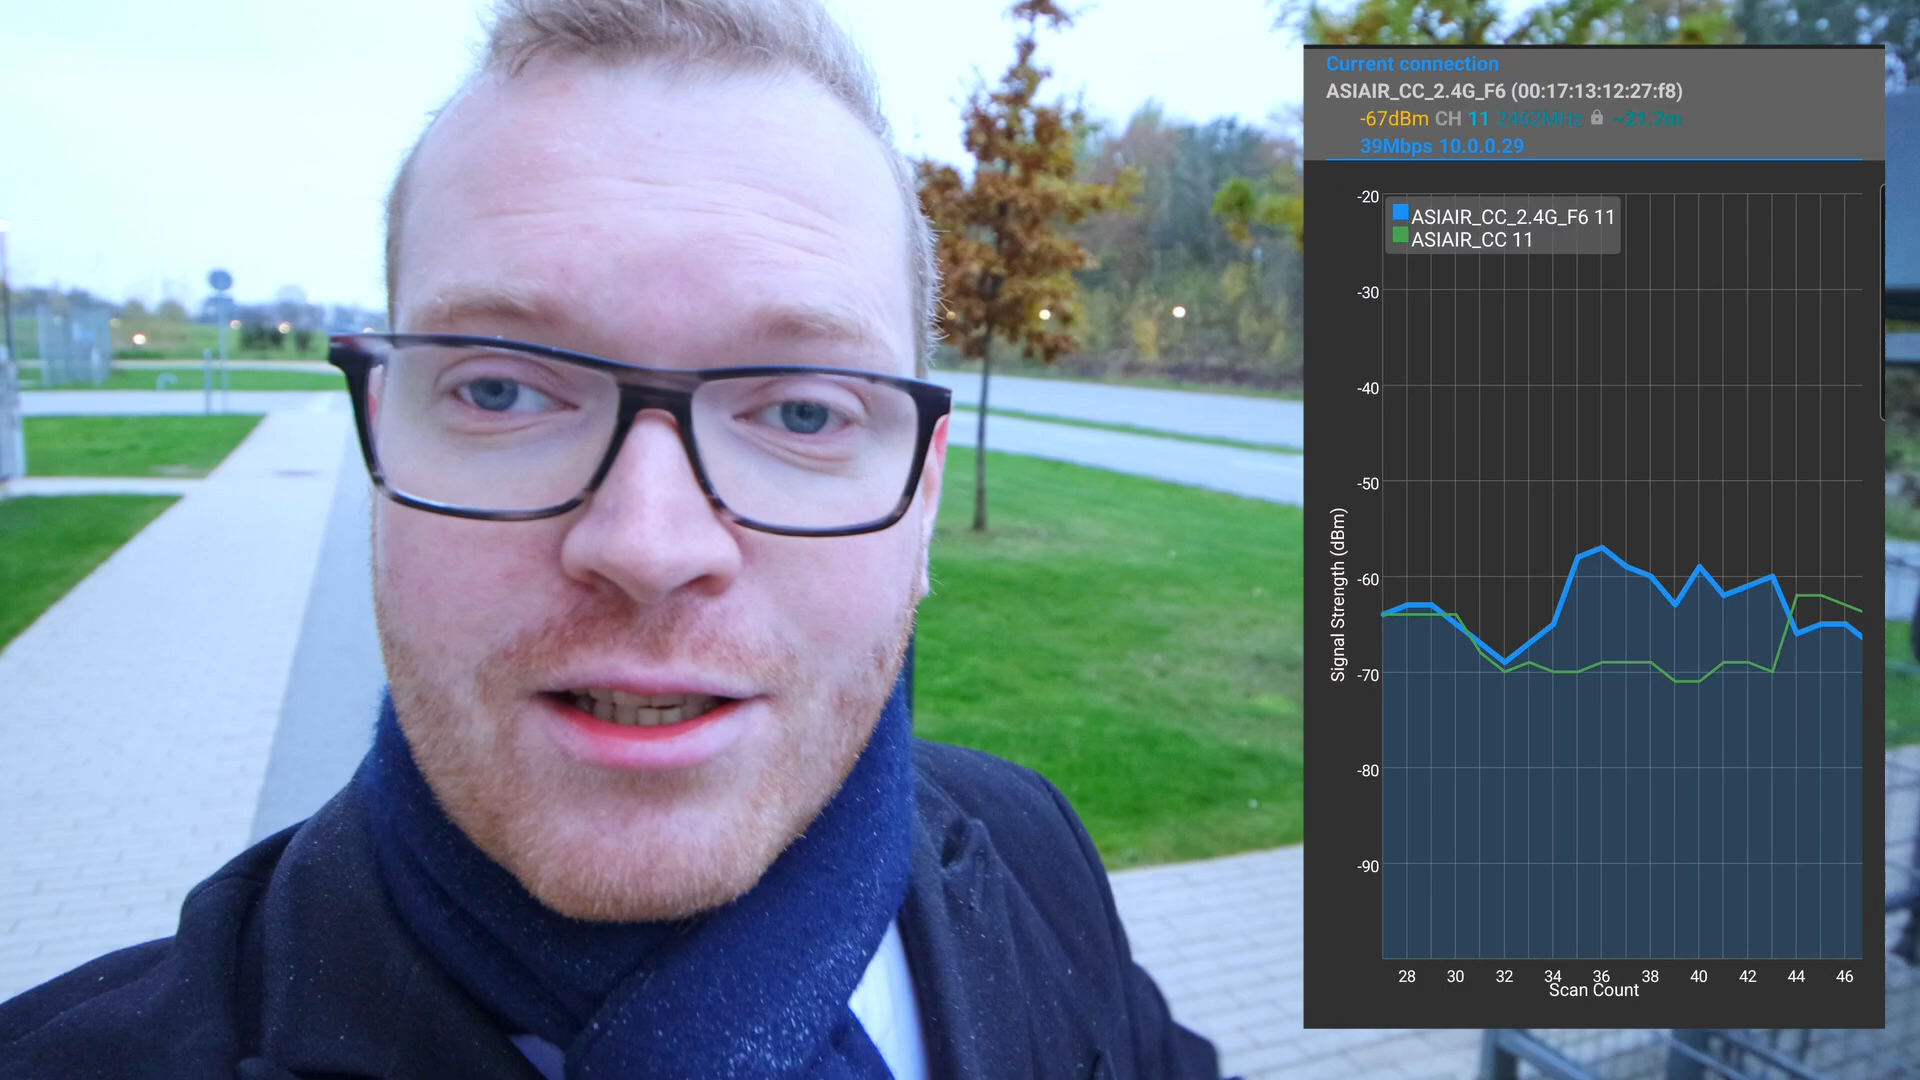 Current connection
ASIAIR_CC_2.4G_F6 (00:17:13:12:27:f8)
-67dBm CH 11 2462MHz ~21.7m
39Mbps 10.0.0.29
-20
ASIAIR_CC_2.4G_F6 11
ASIAIR_CC 11
-30
-40
-50
-60
-70
-80
-90
Signal Strength (dBm)
28 30 32 34 36 38 40 42 44 46
Scan Count